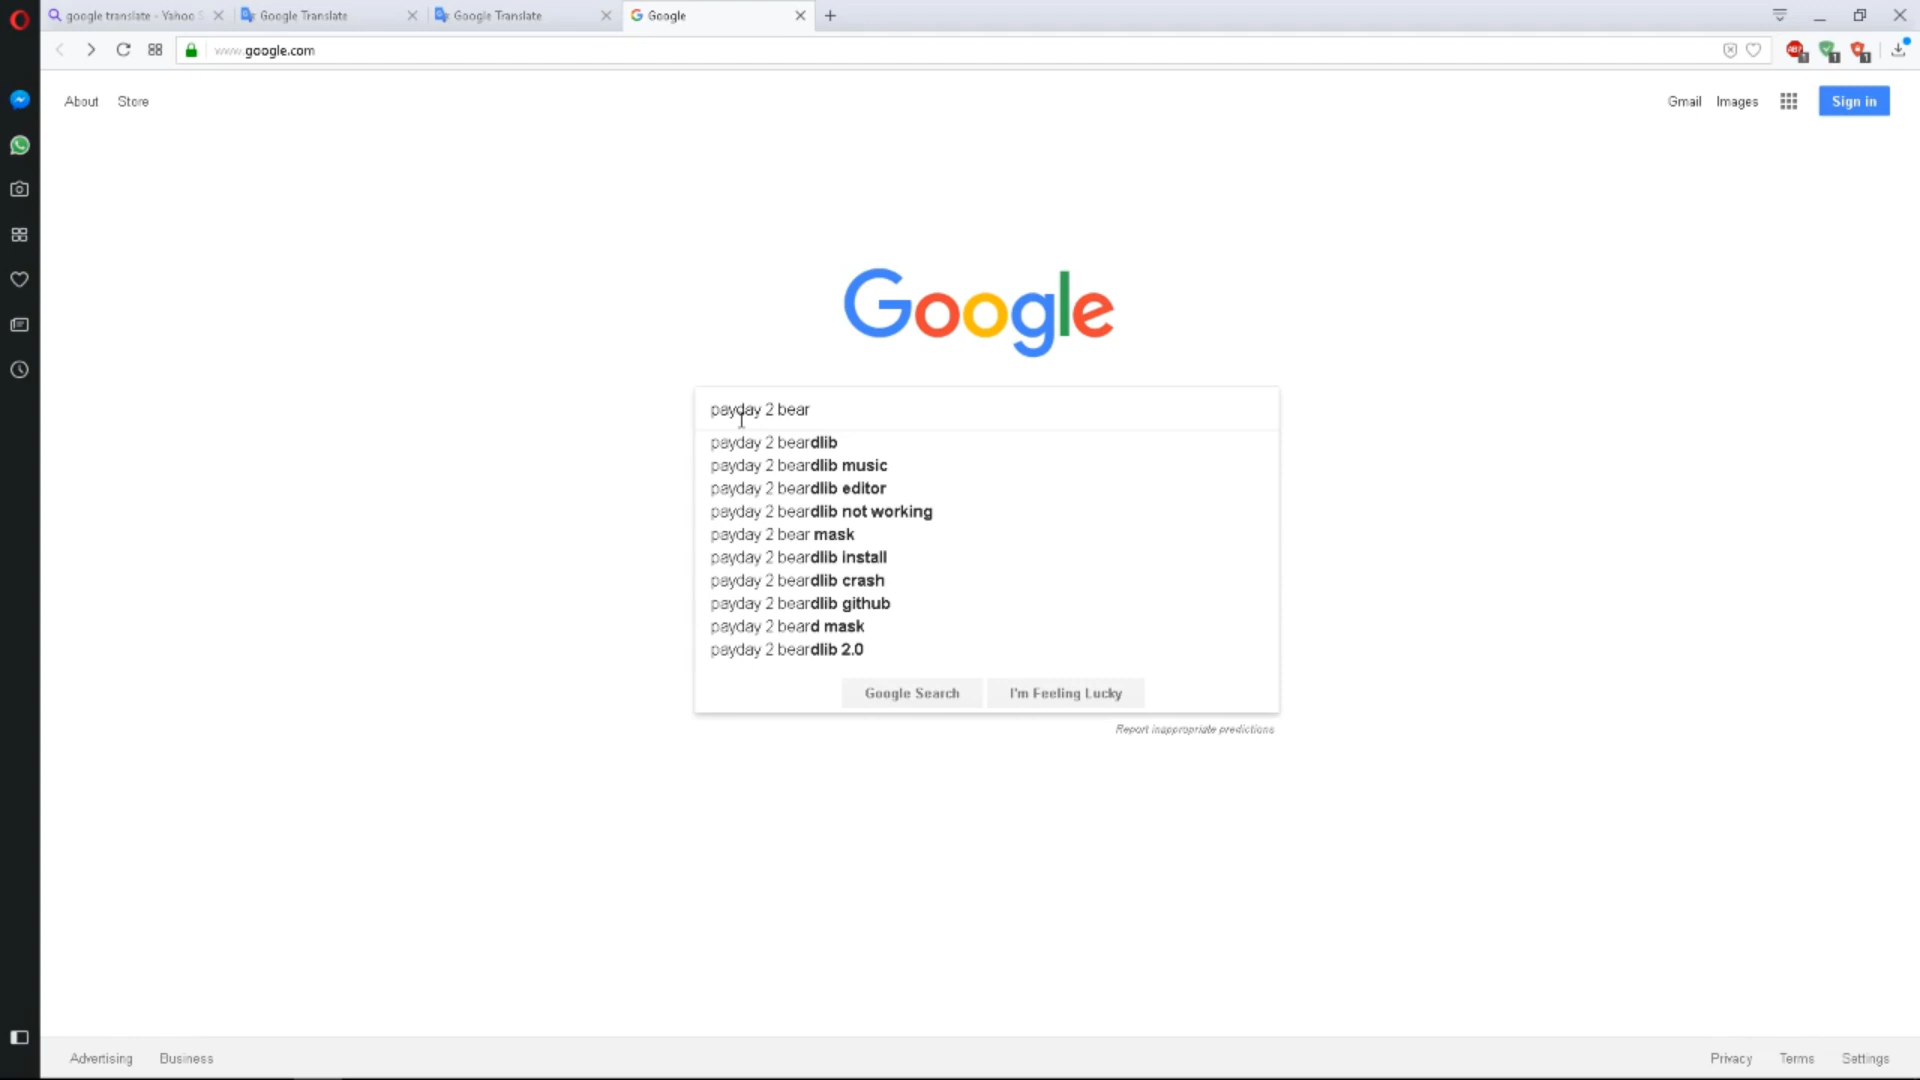 google translate - Yahoo S
Google Translate
Google Translate
Google
www.google.com
About
Store
Gmail
Images
Sign in
Google
payday 2 bear
payday 2 beardlib
payday 2 beardlib music
payday 2 beardlib editor
payday 2 beardlib not working
payday 2 bear mask
payday 2 beardlib install
payday 2 beardlib crash
payday 2 beardlib github
payday 2 beard mask
payday 2 beardlib 2.0
Google Search
I'm Feeling Lucky
Report inappropriate predictions
Advertising
Business
Privacy
Terms
Settings